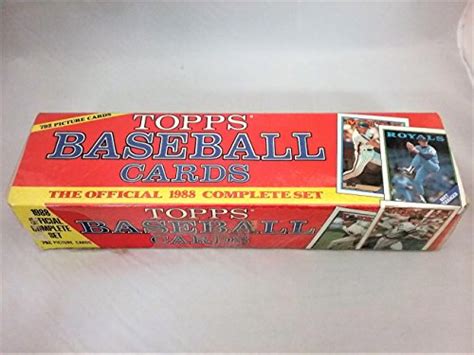 792 PICTURE CARDS
TOPPS
BASEBALL
CARDS
THE OFFICIAL 1988 COMPLETE SET
ROYALS
1988
OFFICIAL
COMPLETE
SET
792 PICTURE CARDS
TOPPS
BASEBALL
CARDS